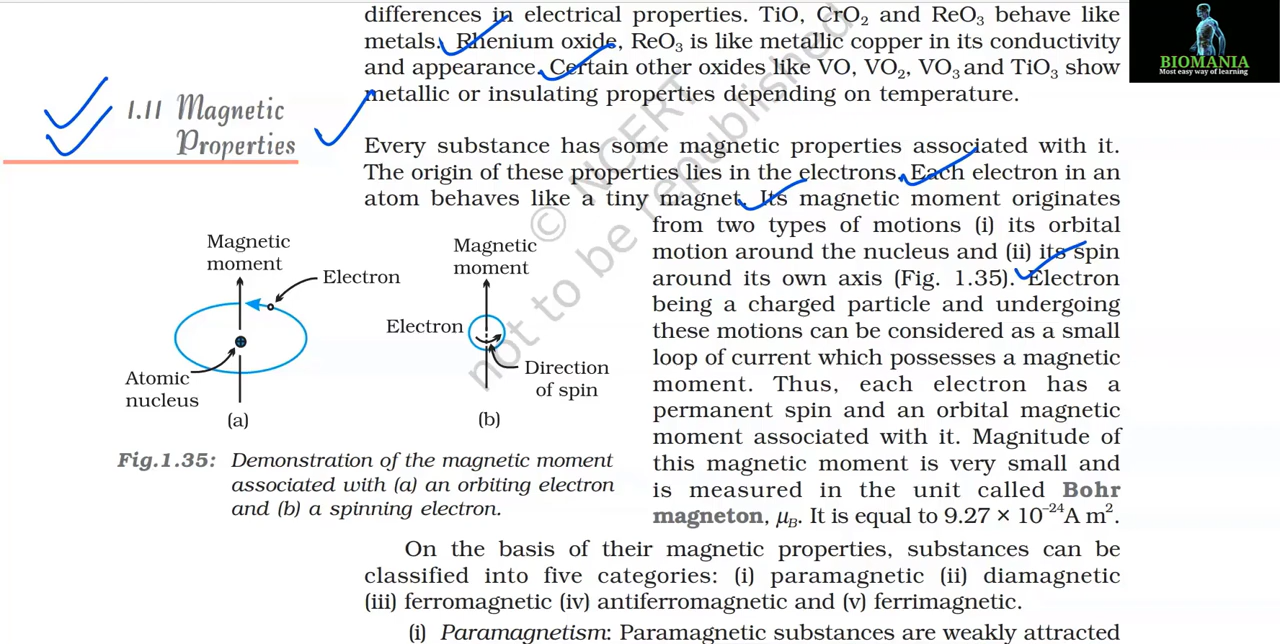 differences in electrical properties. TiO, CrO₂ and ReO₃ behave like
metals. Rhenium oxide, ReO₃ is like metallic copper in its conductivity
and appearance. Certain other oxides like VO, VO₂, VO₃ and TiO₃ show
metallic or insulating properties depending on temperature.
BIOMANIA
Most easy way of learning
1.11 Magnetic
Properties
Every substance has some magnetic properties associated with it.
The origin of these properties lies in the electrons. Each electron in an
atom behaves like a tiny magnet. Its magnetic moment originates
from two types of motions (i) its orbital
motion around the nucleus and (ii) its spin
around its own axis (Fig. 1.35). Electron
being a charged particle and undergoing
these motions can be considered as a small
loop of current which possesses a magnetic
moment. Thus, each electron has a
permanent spin and an orbital magnetic
moment associated with it. Magnitude of
this magnetic moment is very small and
is measured in the unit called Bohr
magneton, μB. It is equal to 9.27 × 10⁻²⁴A m².
Magnetic
moment
Electron
Atomic
nucleus
(a)
Magnetic
moment
Electron
Direction
of spin
(b)
Fig.1.35: Demonstration of the magnetic moment
associated with (a) an orbiting electron
and (b) a spinning electron.
On the basis of their magnetic properties, substances can be
classified into five categories: (i) paramagnetic (ii) diamagnetic
(iii) ferromagnetic (iv) antiferromagnetic and (v) ferrimagnetic.
(i) Paramagnetism: Paramagnetic substances are weakly attracted
© NCERT
not to be republished